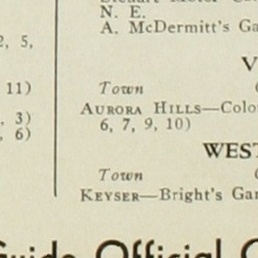 N. E.
A. McDermitt's Ga
2, 5,
11)
. 3)
6)
V
Town
AURORA HILLS—Colo
6, 7, 9, 10)
WEST
Town
KEYSER—Bright's Gar
Guide Official